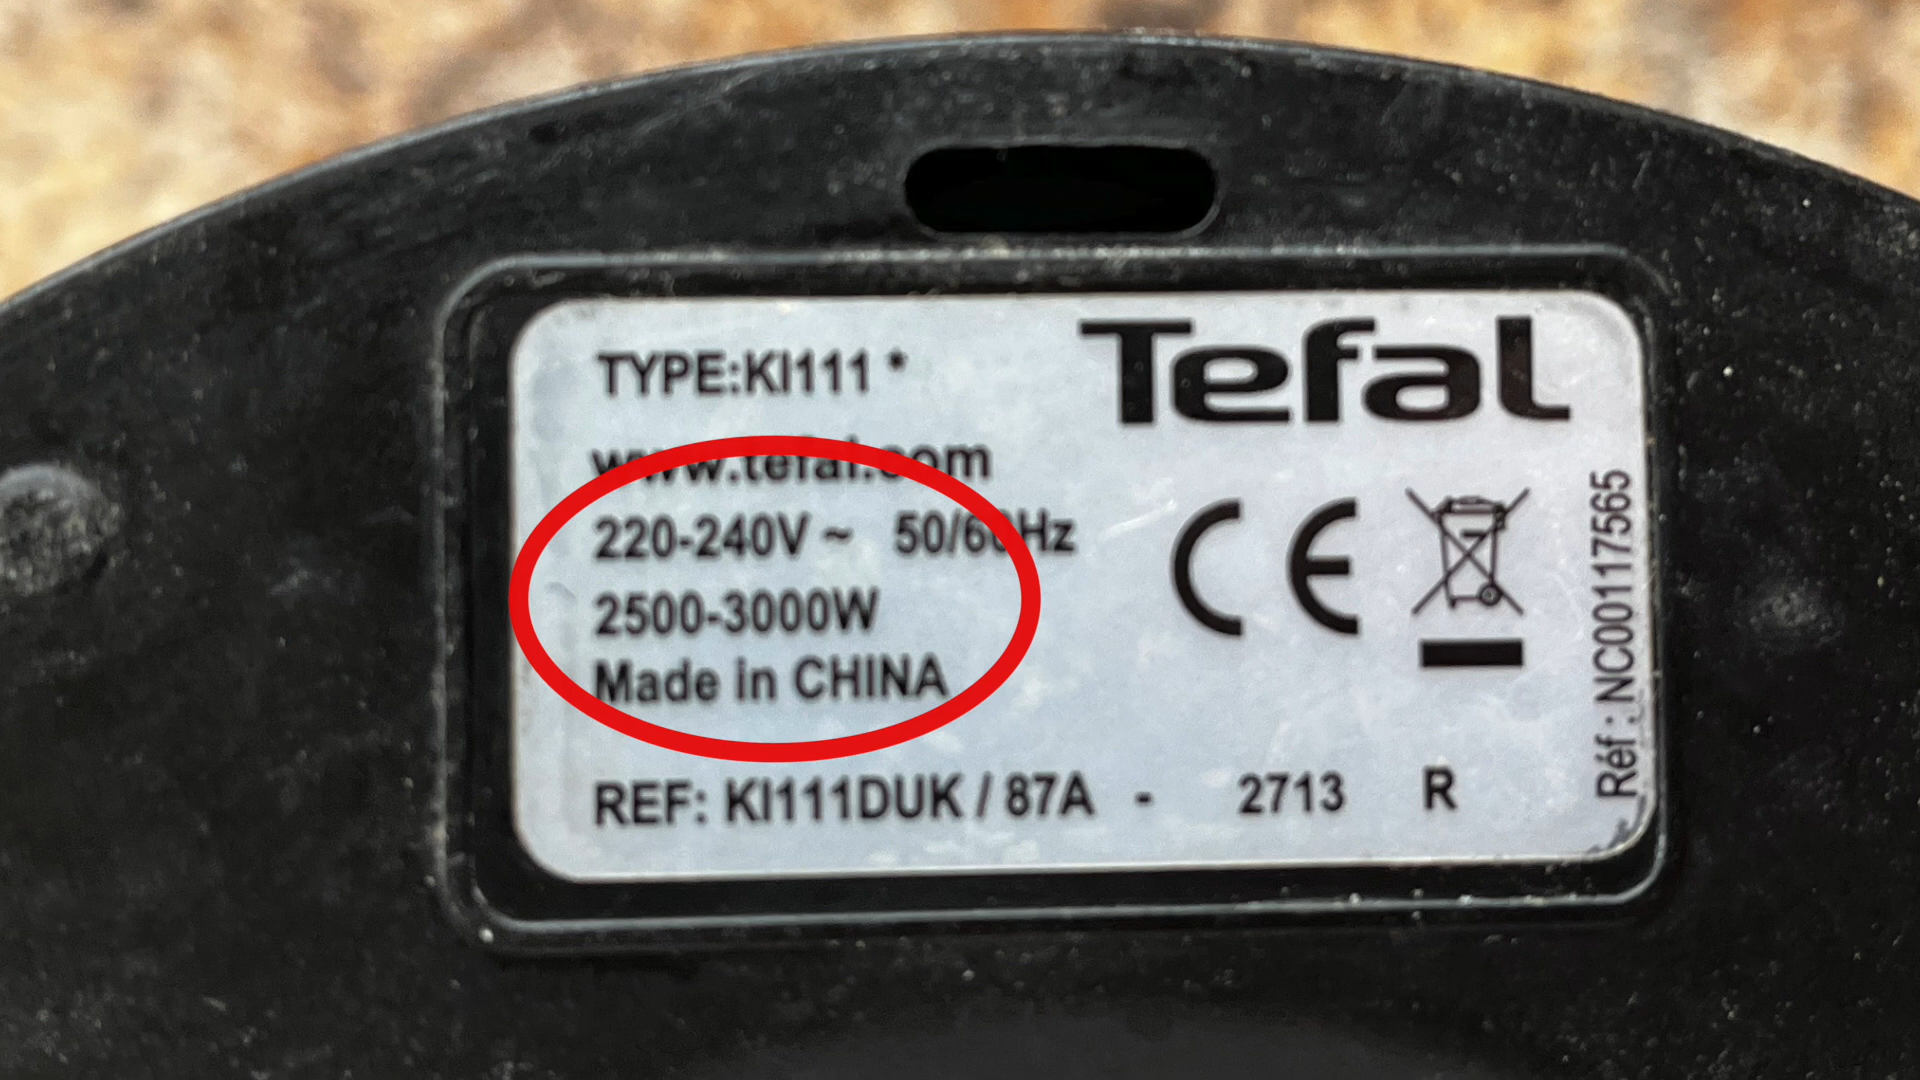 Tefal
TYPE:KI111 *
www.tefal.com
220-240V ~ 50/60Hz
2500-3000W
Made in CHINA
CE
REF: KI111DUK / 87A - 2713 R
Réf : NC00117565